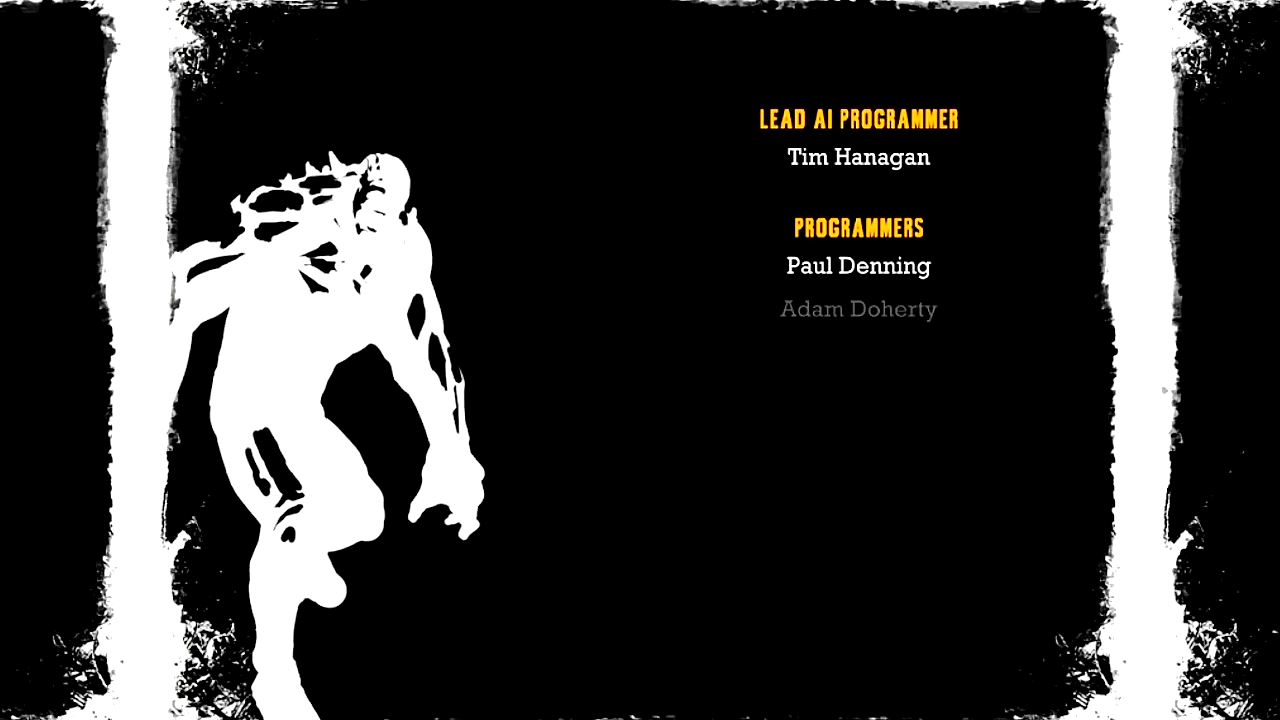 LEAD AI PROGRAMMER
Tim Hanagan
PROGRAMMERS
Paul Denning
Adam Doherty